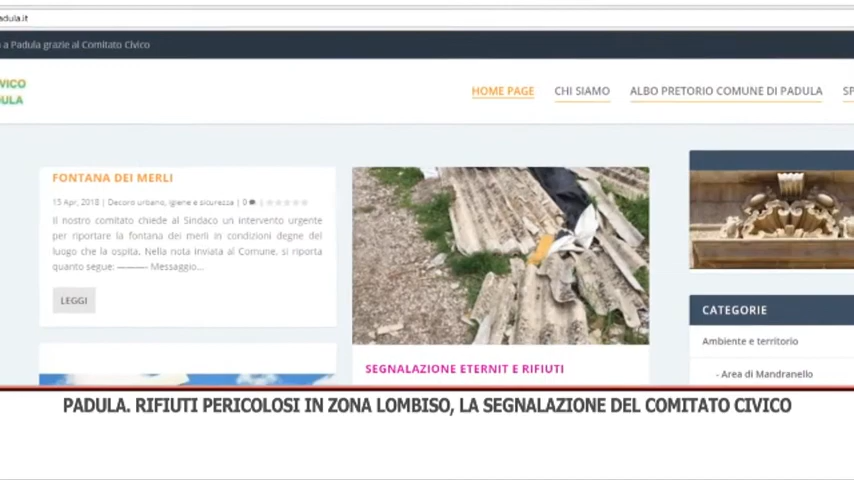 adula.it
a Padula grazie al Comitato Civico
VICO
DULA
HOME PAGE
CHI SIAMO
ALBO PRETORIO COMUNE DI PADULA
SP
FONTANA DEI MERLI
15 Apr, 2018 | Decoro urbano, igiene e sicurezza | 0
Il nostro comitato chiede al Sindaco un intervento urgente
per riportare la fontana dei merli in condizioni degne del
luogo che la ospita. Nella nota inviata al Comune, si riporta
quanto segue: ———- Messaggio...
LEGGI
SEGNALAZIONE ETERNIT E RIFIUTI
CATEGORIE
Ambiente e territorio
- Area di Mandranello
PADULA. RIFIUTI PERICOLOSI IN ZONA LOMBISO, LA SEGNALAZIONE DEL COMITATO CIVICO